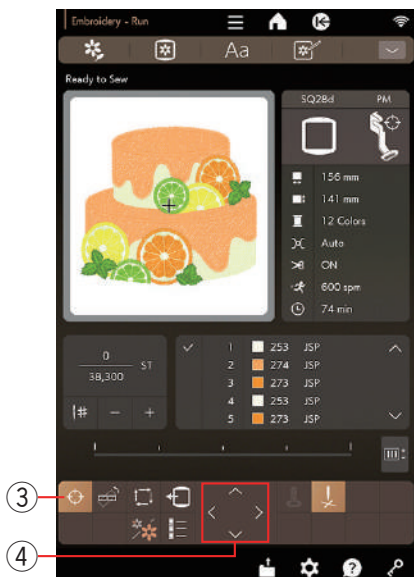 Embroidery - Run
Aa
Ready to Sew
SQ28d PM
156 mm
141 mm
12 Colors
Auto
ON
600 spm
74 min
0
38,300
ST
# - +
1 253 JSP
2 274 JSP
3 273 JSP
4 253 JSP
5 273 JSP
3
4